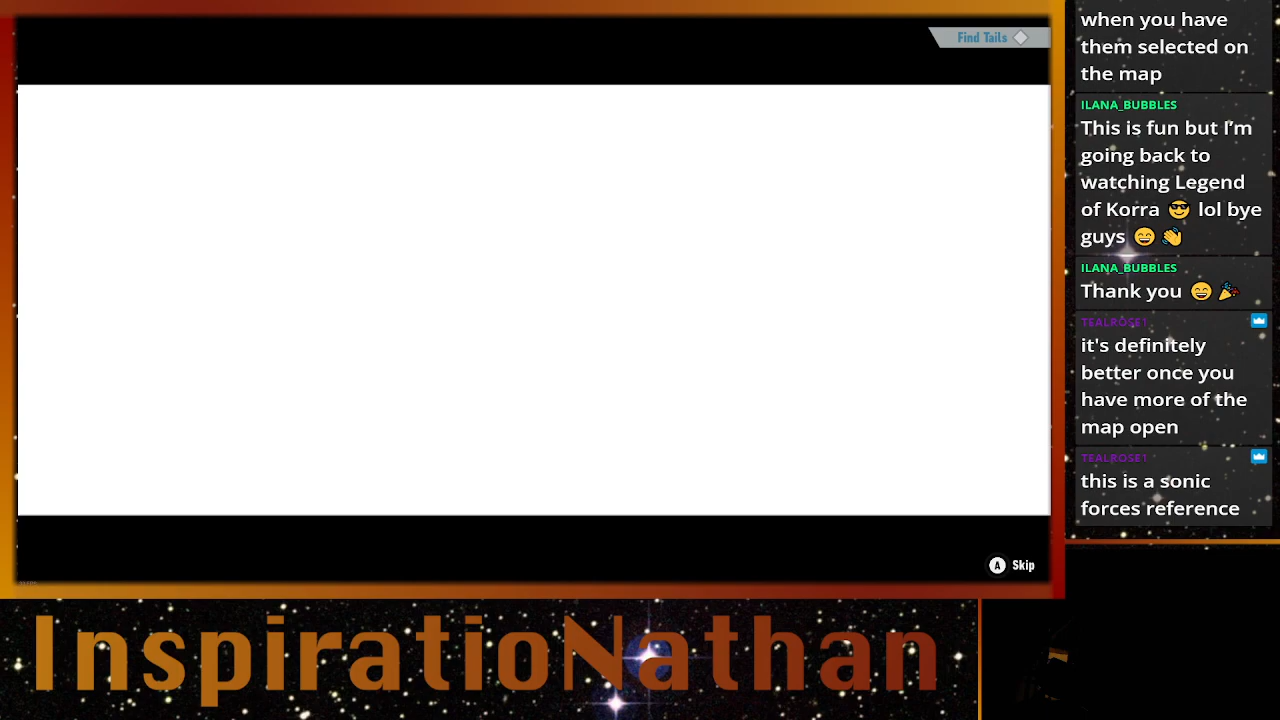 Find Tails
A Skip
when you have
them selected on
the map
ILANA_BUBBLES
This is fun but I'm
going back to
watching Legend
of Korra 😎 lol bye
guys 😄 👋
ILANA_BUBBLES
Thank you 😄 🎉
TEALROSE1
it's definitely
better once you
have more of the
map open
TEALROSE1
this is a sonic
forces reference
InspiratioNathan